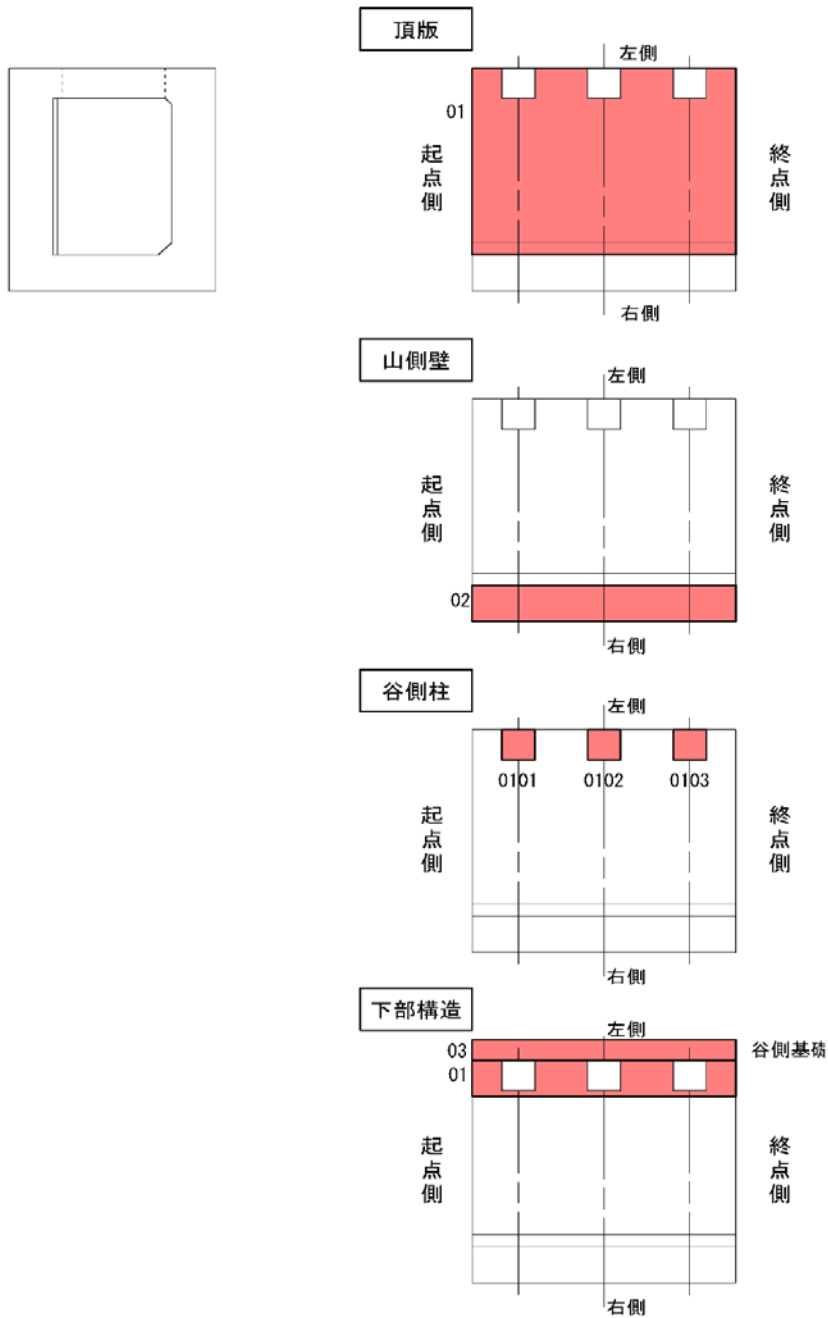 頂版
左側
01
起点側
終点側
右側
山側壁
左側
起点側
終点側
02
右側
谷側柱
左側
0101 0102 0103
起点側
終点側
右側
下部構造
左側
03
谷側基礎
01
起点側
終点側
右側